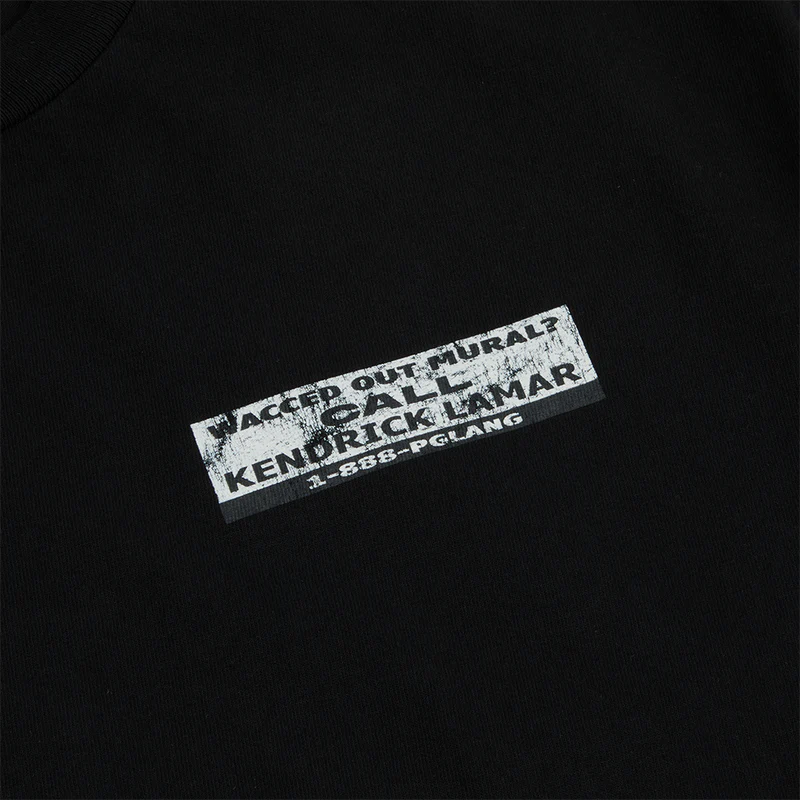 WACCED OUT MURAL?
CALL
KENDRICK LAMAR
1-888-PGLANG